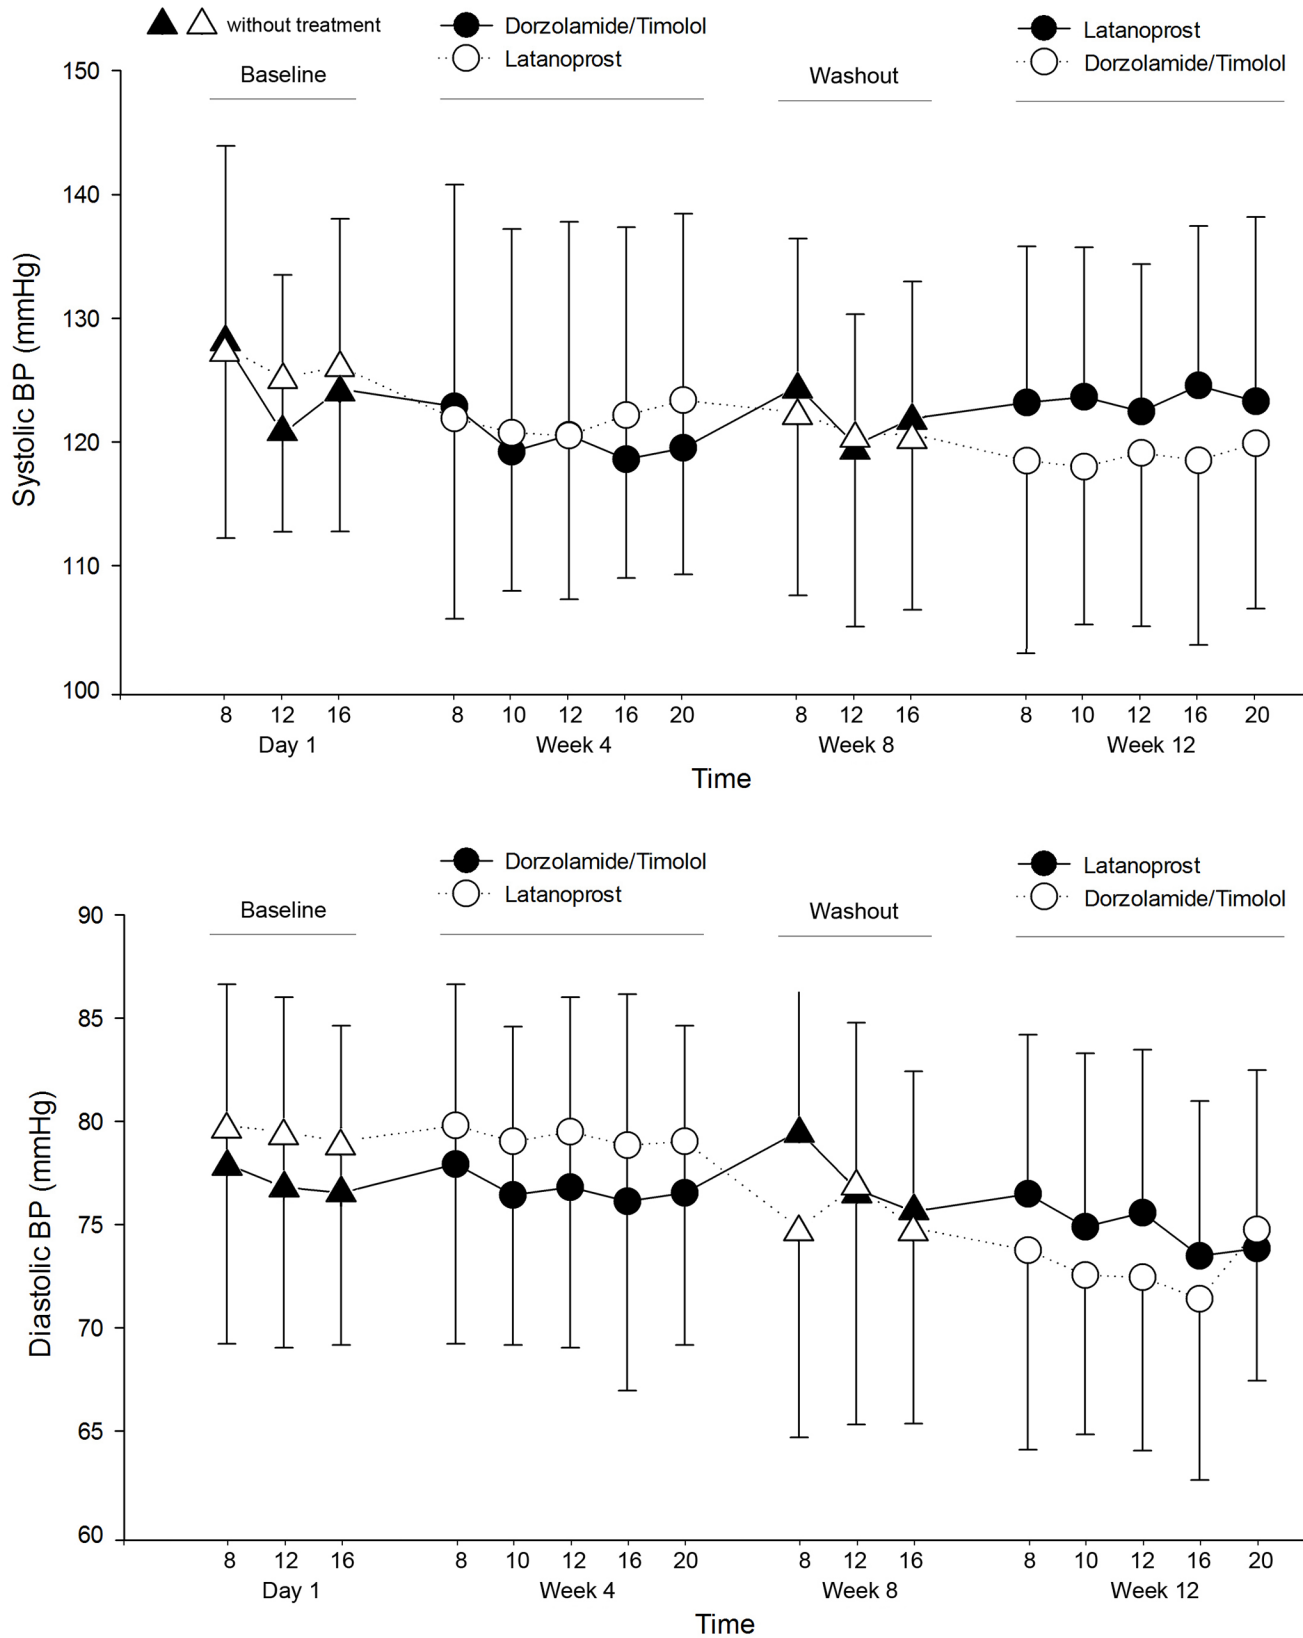 without treatment
Dorzolamide/Timolol
Latanoprost
Latanoprost
Dorzolamide/Timolol
Baseline
Washout
150
140
130
120
110
100
Systolic BP (mmHg)
8 12 16 8 10 12 16 20 8 12 16 8 10 12 16 20
Day 1 Week 4 Week 8 Week 12
Time
Dorzolamide/Timolol
Latanoprost
Latanoprost
Dorzolamide/Timolol
Baseline
Washout
90
85
80
75
70
65
60
Diastolic BP (mmHg)
8 12 16 8 10 12 16 20 8 12 16 8 10 12 16 20
Day 1 Week 4 Week 8 Week 12
Time